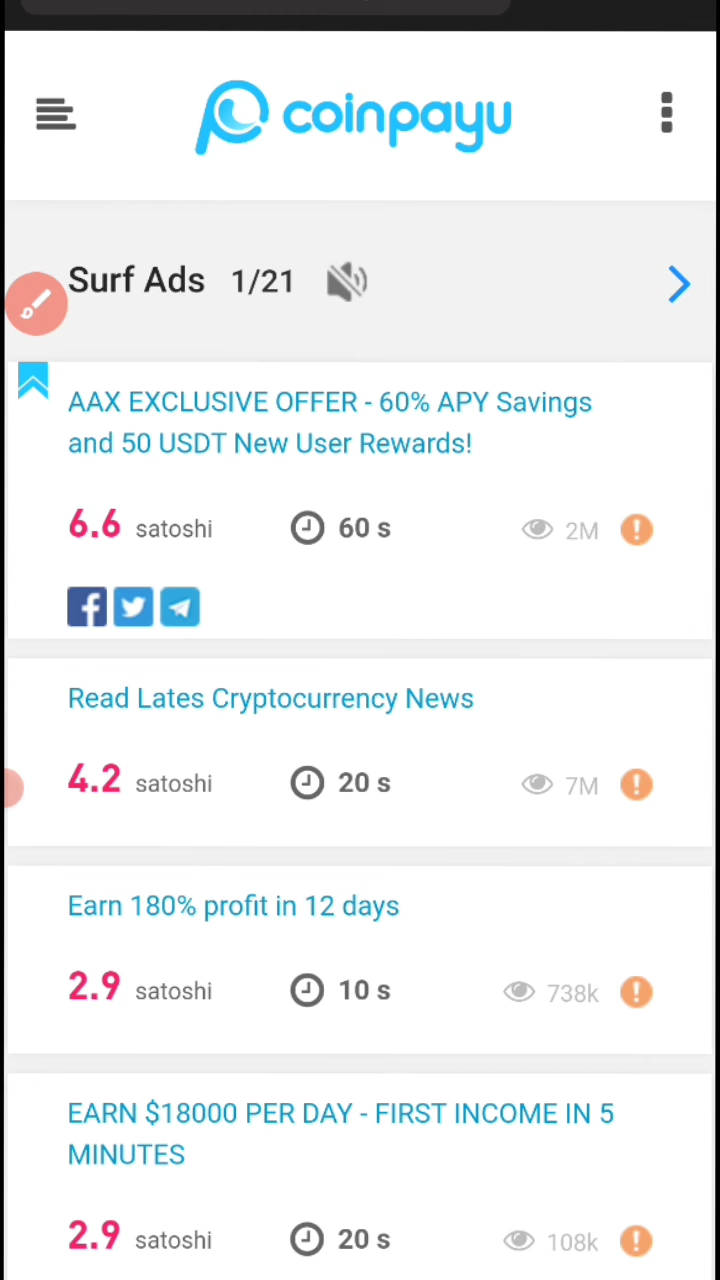 coinpayu
Surf Ads 1/21
AAX EXCLUSIVE OFFER - 60% APY Savings
and 50 USDT New User Rewards!
6.6 satoshi 60 s 2M
Read Lates Cryptocurrency News
4.2 satoshi 20 s 7M
Earn 180% profit in 12 days
2.9 satoshi 10 s 738k
EARN $18000 PER DAY - FIRST INCOME IN 5
MINUTES
2.9 satoshi 20 s 108k